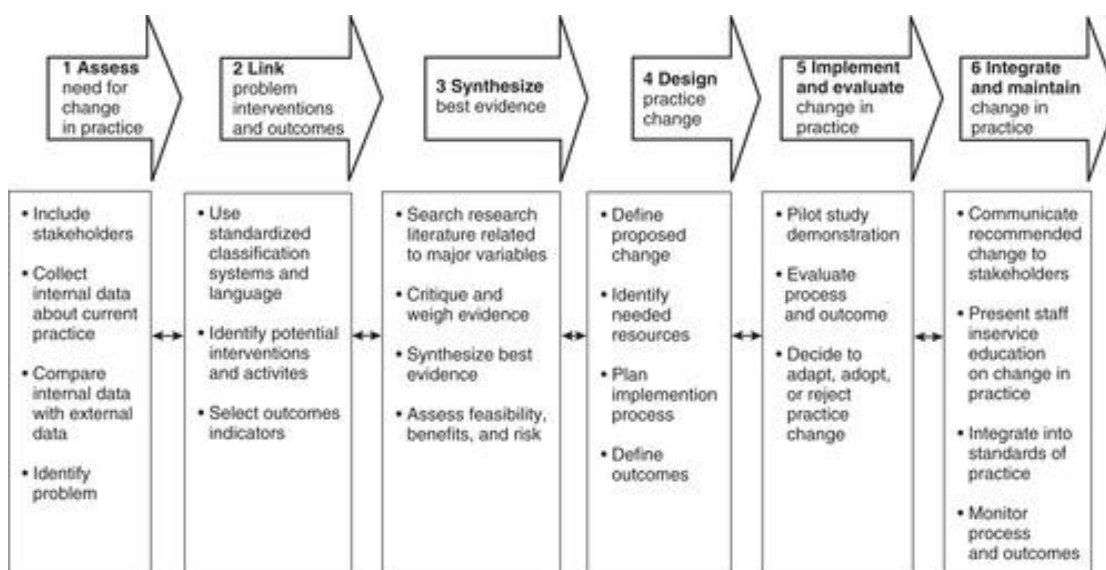 1 Assess
need for
change
in practice
2 Link
problem
interventions
and outcomes
3 Synthesize
best evidence
4 Design
practice
change
5 Implement
and evaluate
change in
practice
6 Integrate
and maintain
change in
practice
• Include
stakeholders
• Collect
internal data
about current
practice
• Compare
internal data
with external
data
• Identify
problem
• Use
standardized
classification
systems and
language
• Identify potential
interventions
and activites
• Select outcomes
indicators
• Search research
literature related
to major variables
• Critique and
weigh evidence
• Synthesize best
evidence
• Assess feasibility,
benefits, and risk
• Define
proposed
change
• Identify
needed
resources
• Plan
implemention
process
• Define
outcomes
• Pilot study
demonstration
• Evaluate
process
and outcome
• Decide to
adapt, adopt,
or reject
practice
change
• Communicate
recommended
change to
stakeholders
• Present staff
inservice
education
on change in
practice
• Integrate into
standards of
practice
• Monitor
process
and outcomes